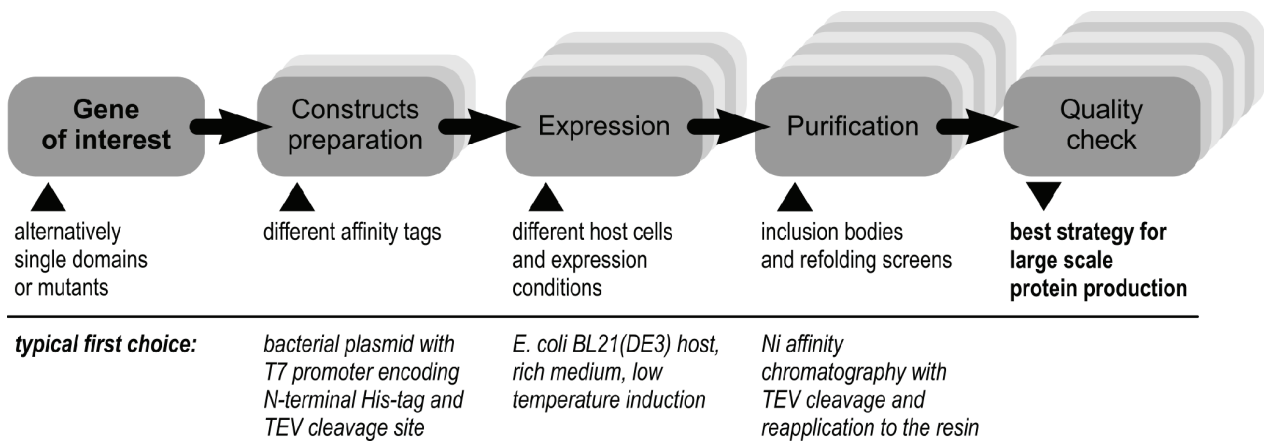 Gene
of interest
Constructs
preparation
Expression
Purification
Quality
check
alternatively
single domains
or mutants
different affinity tags
different host cells
and expression
conditions
inclusion bodies
and refolding screens
best strategy for
large scale
protein production
typical first choice:
bacterial plasmid with
T7 promoter encoding
N-terminal His-tag and
TEV cleavage site
E. coli BL21(DE3) host,
rich medium, low
temperature induction
Ni affinity
chromatography with
TEV cleavage and
reapplication to the resin